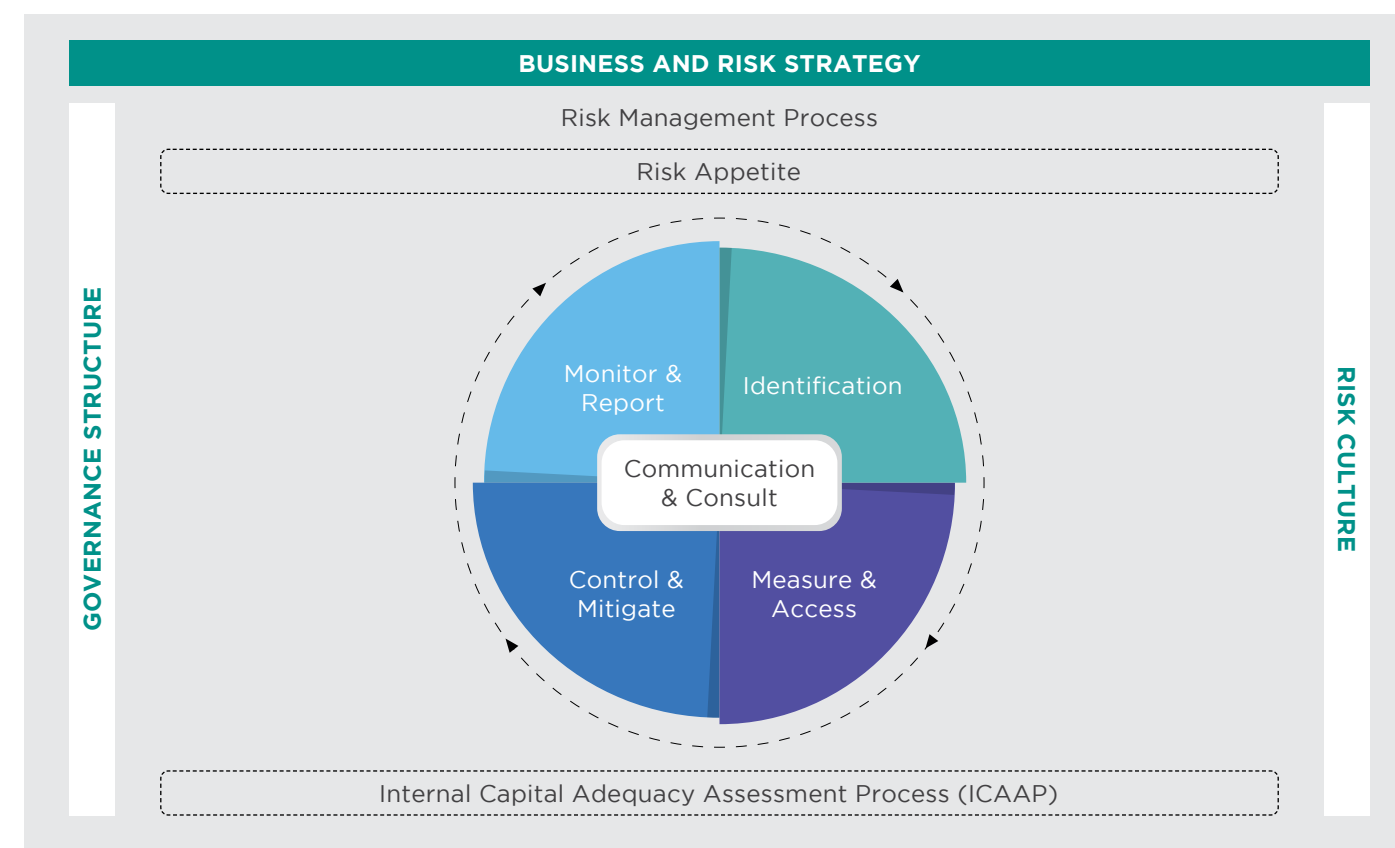 BUSINESS AND RISK STRATEGY
Risk Management Process
Risk Appetite
GOVERNANCE STRUCTURE
Monitor &
Report
Identification
Communication
& Consult
Control &
Mitigate
Measure &
Access
RISK CULTURE
Internal Capital Adequacy Assessment Process (ICAAP)